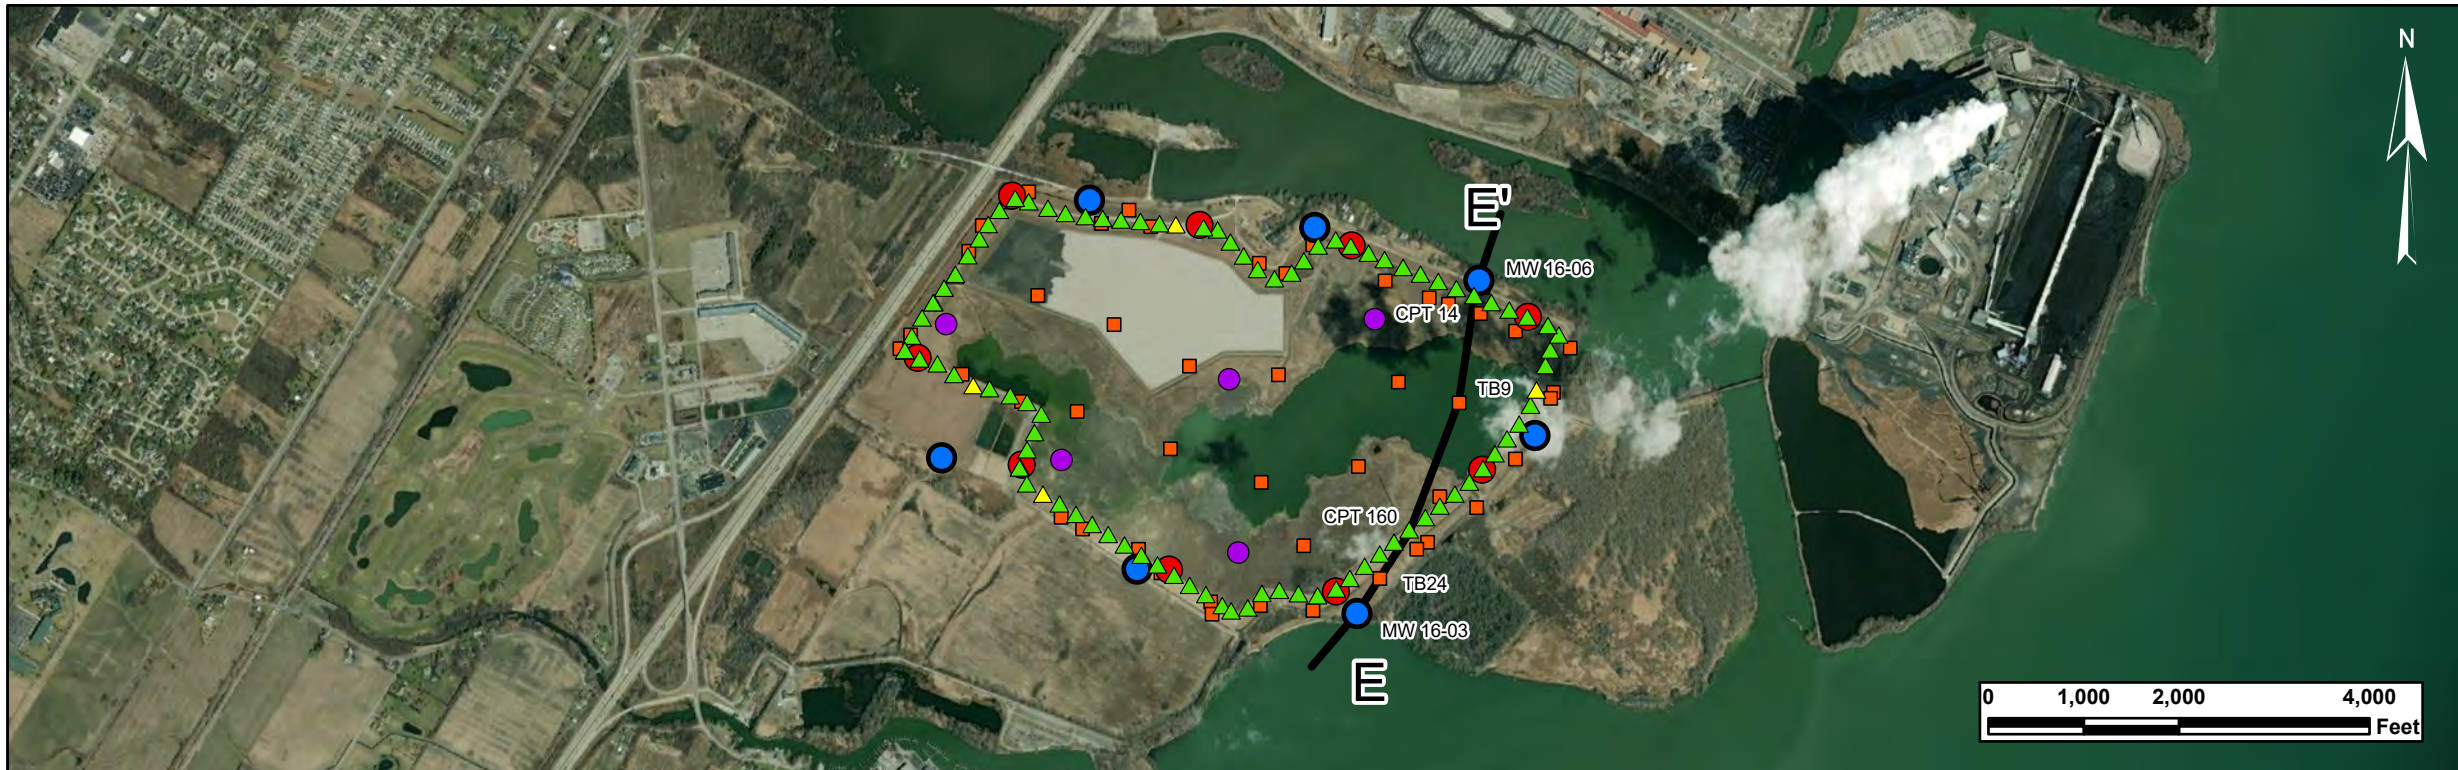 N
E'
MW 16-06
CPT 14
TB9
CPT 160
TB24
MW 16-03
E
0 1,000 2,000 4,000
Feet